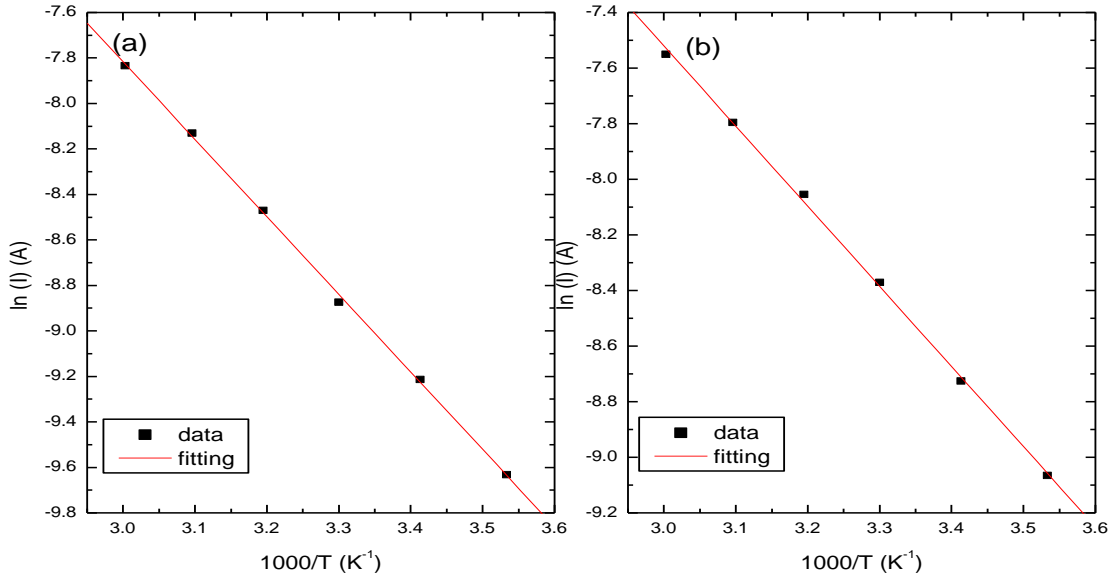 (a)
-7.6
-7.8
-8.0
-8.2
-8.4
-8.6
-8.8
-9.0
-9.2
-9.4
-9.6
-9.8
ln (I) (A)
data
fitting
3.0 3.1 3.2 3.3 3.4 3.5 3.6
1000/T (K⁻¹)
(b)
-7.4
-7.6
-7.8
-8.0
-8.2
-8.4
-8.6
-8.8
-9.0
-9.2
ln (I) (A)
data
fitting
3.0 3.1 3.2 3.3 3.4 3.5 3.6
1000/T (K⁻¹)